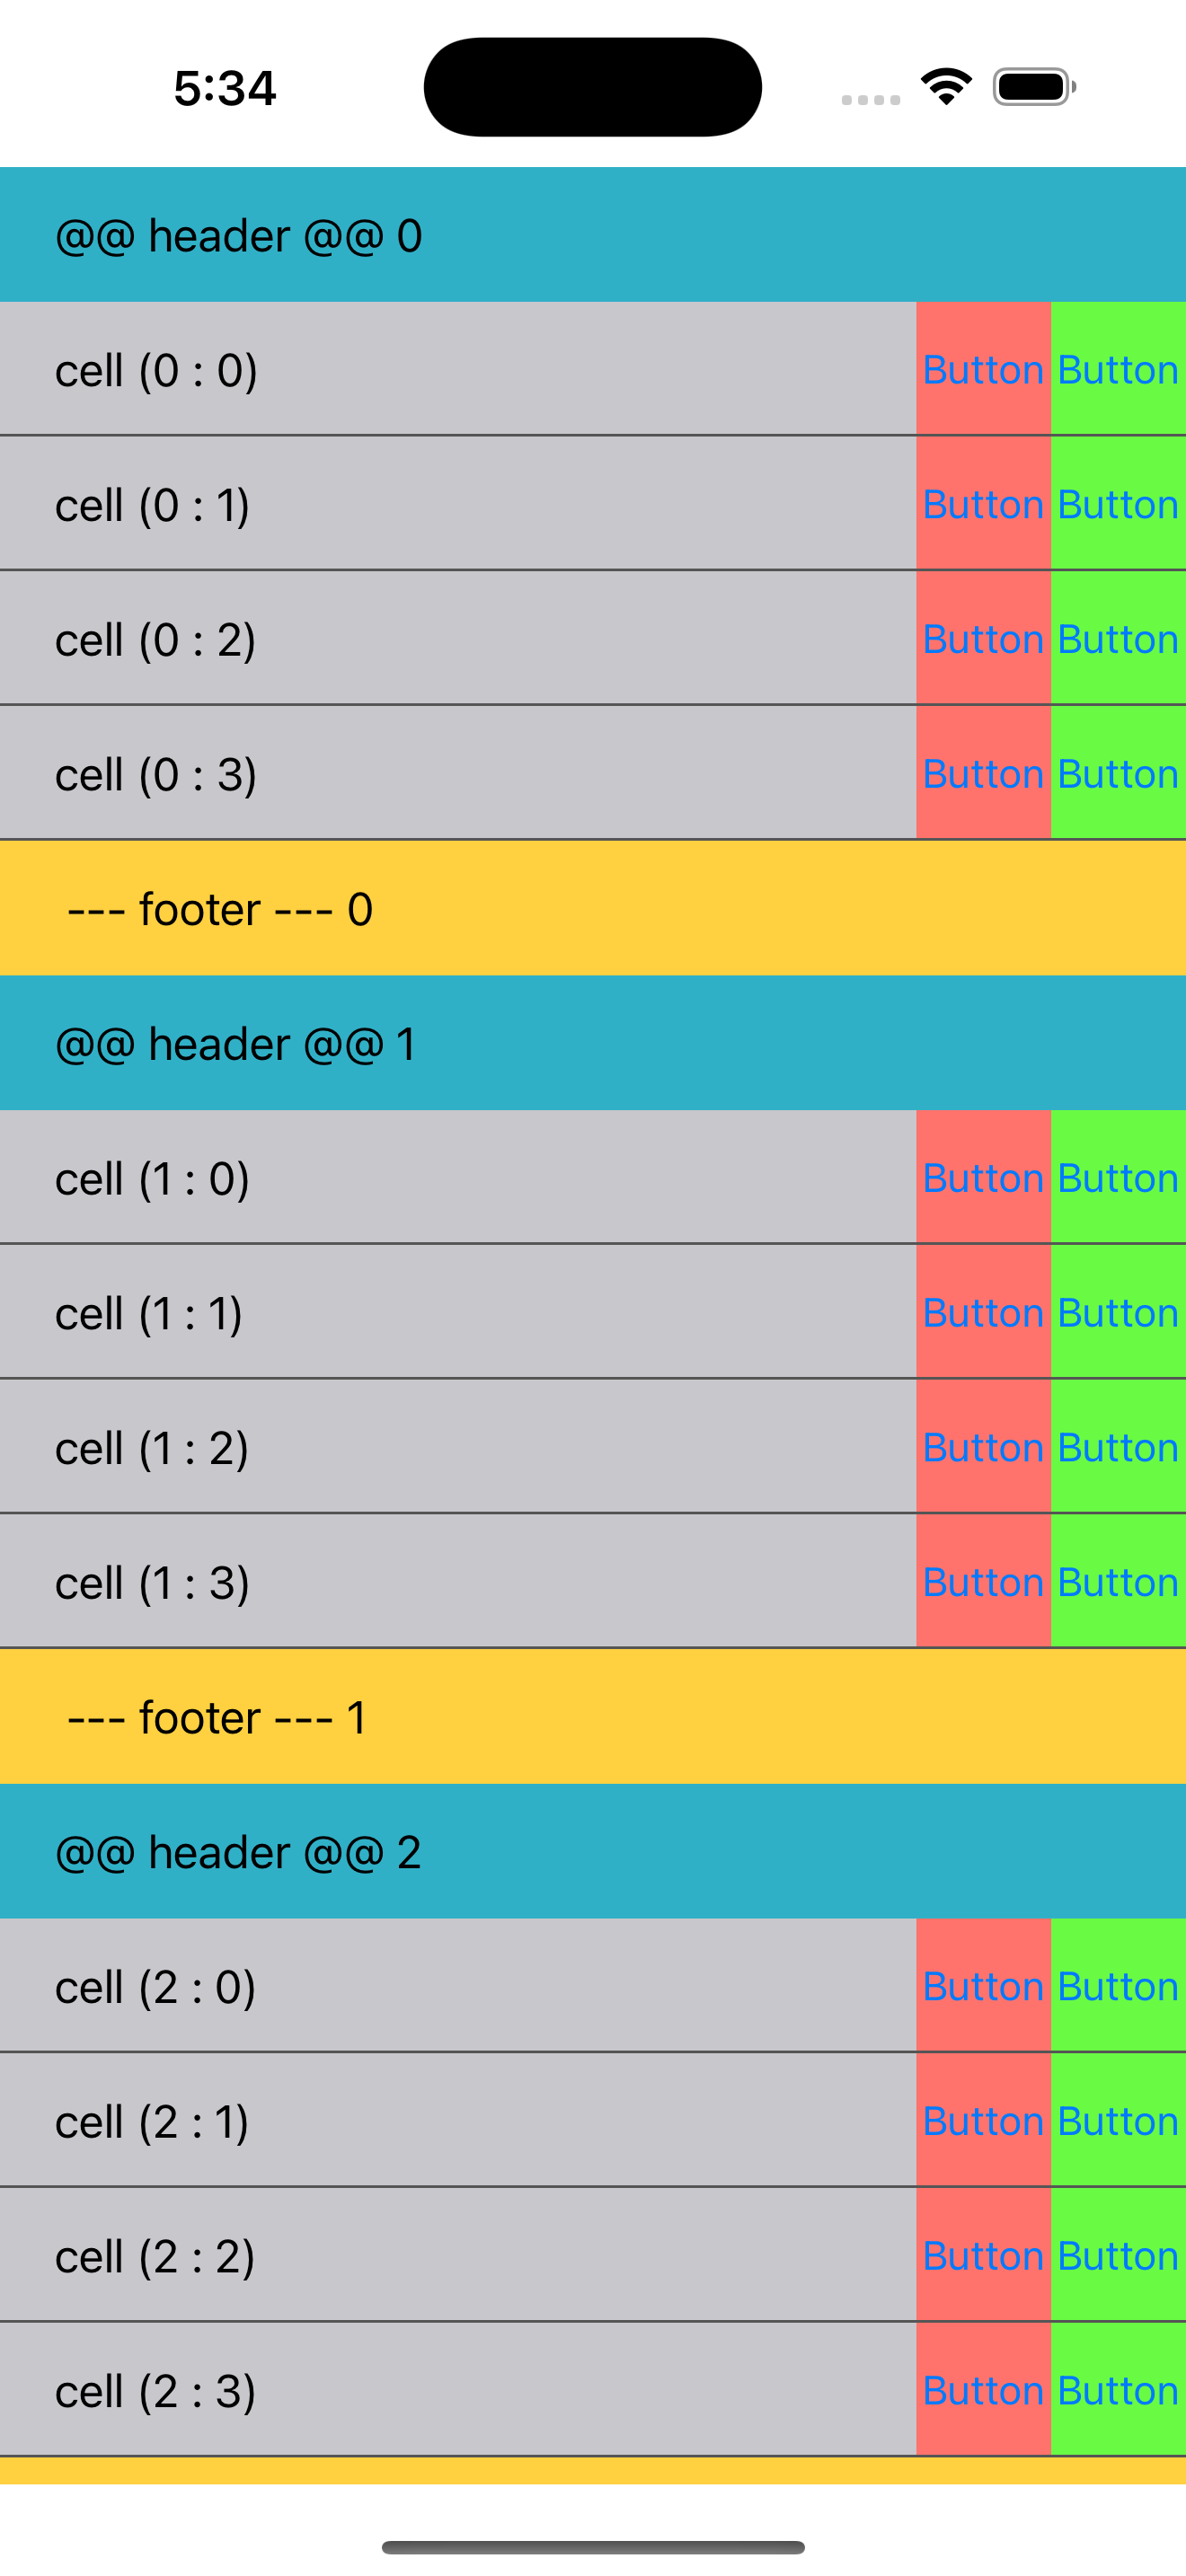 5:34
@@ header @@ 0
cell (0 : 0) Button Button
cell (0 : 1) Button Button
cell (0 : 2) Button Button
cell (0 : 3) Button Button
--- footer --- 0
@@ header @@ 1
cell (1 : 0) Button Button
cell (1 : 1) Button Button
cell (1 : 2) Button Button
cell (1 : 3) Button Button
--- footer --- 1
@@ header @@ 2
cell (2 : 0) Button Button
cell (2 : 1) Button Button
cell (2 : 2) Button Button
cell (2 : 3) Button Button